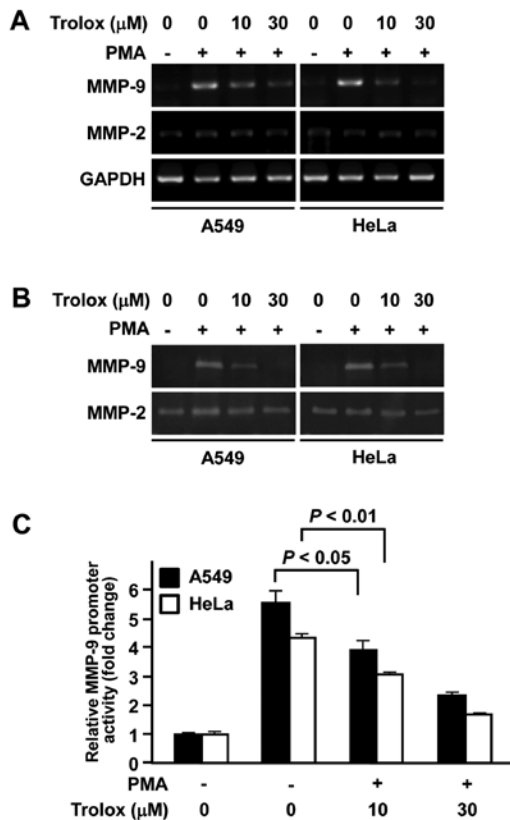 A
Trolox (μM) 0 0 10 30 0 0 10 30
PMA - + + + - + + +
MMP-9
MMP-2
GAPDH
A549 HeLa
B
Trolox (μM) 0 0 10 30 0 0 10 30
PMA - + + + - + + +
MMP-9
MMP-2
A549 HeLa
C
P < 0.01
P < 0.05
A549
HeLa
Relative MMP-9 promoter
activity (fold change)
6
5
4
3
2
1
0
PMA - - + +
Trolox (μM) 0 0 10 30